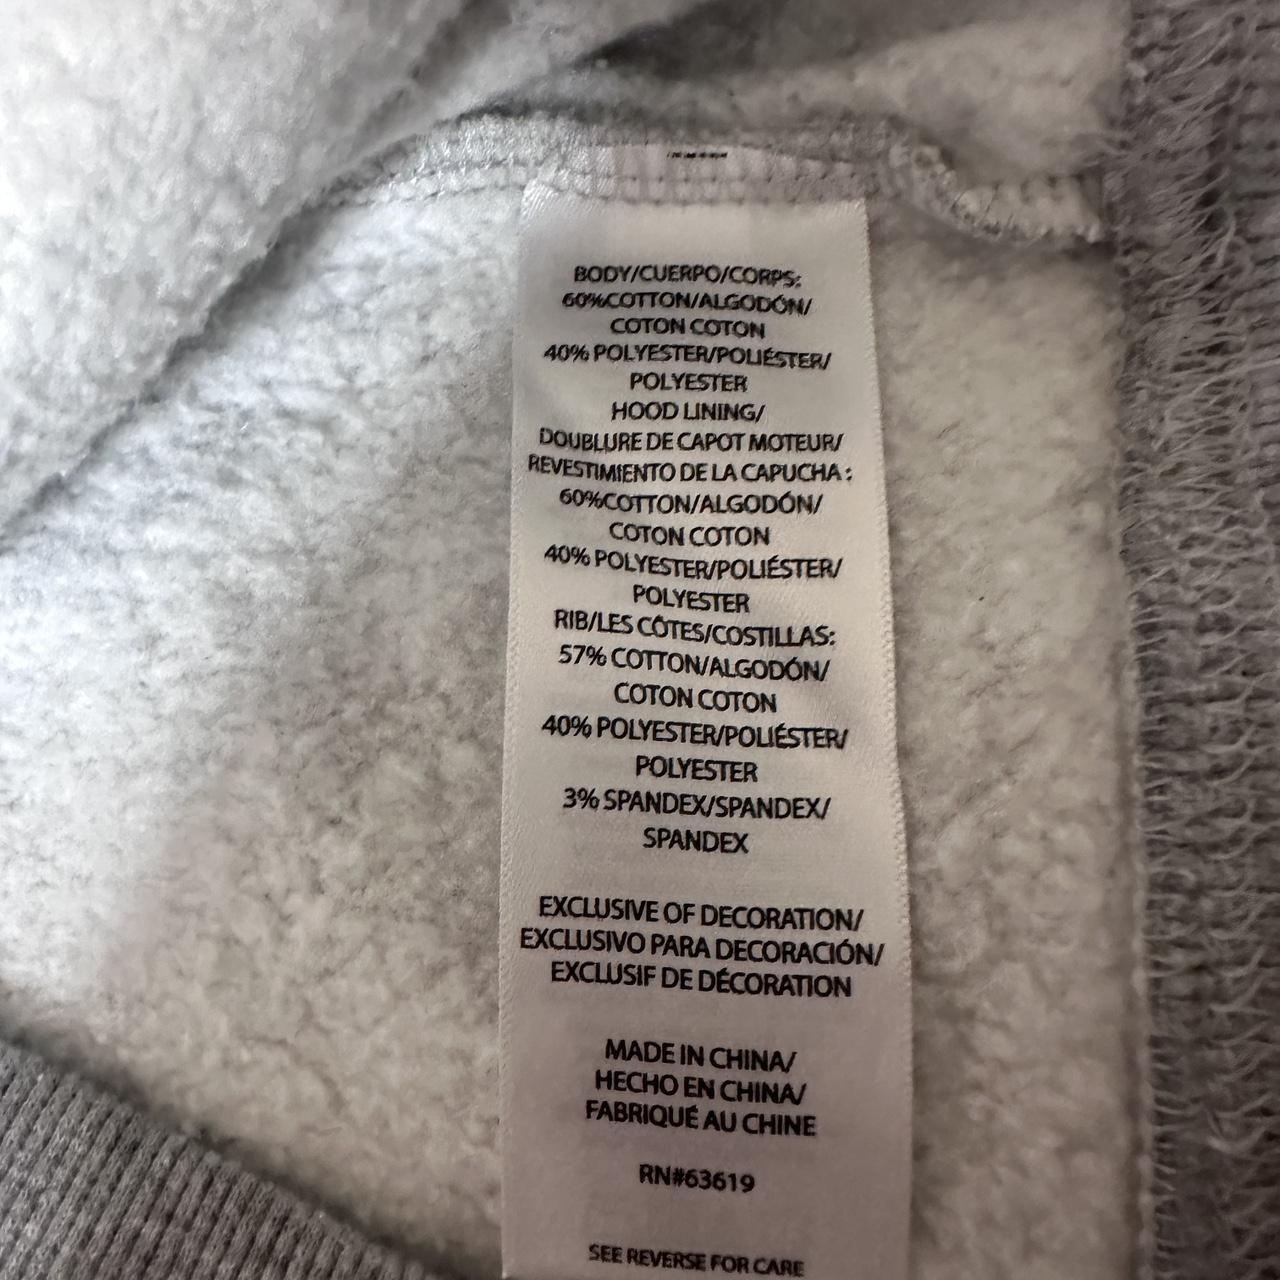 BODY/CUERPO/CORPS:
60%COTTON/ALGODÓN/
COTON COTON
40% POLYESTER/POLIÉSTER/
POLYESTER
HOOD LINING/
DOUBLURE DE CAPOT MOTEUR/
REVESTIMIENTO DE LA CAPUCHA :
60%COTTON/ALGODÓN/
COTON COTON
40% POLYESTER/POLIÉSTER/
POLYESTER
RIB/LES CÔTES/COSTILLAS:
57% COTTON/ALGODÓN/
COTON COTON
40% POLYESTER/POLIÉSTER/
POLYESTER
3% SPANDEX/SPANDEX/
SPANDEX
EXCLUSIVE OF DECORATION/
EXCLUSIVO PARA DECORACIÓN/
EXCLUSIF DE DÉCORATION
MADE IN CHINA/
HECHO EN CHINA/
FABRIQUÉ AU CHINE
RN#63619
SEE REVERSE FOR CARE